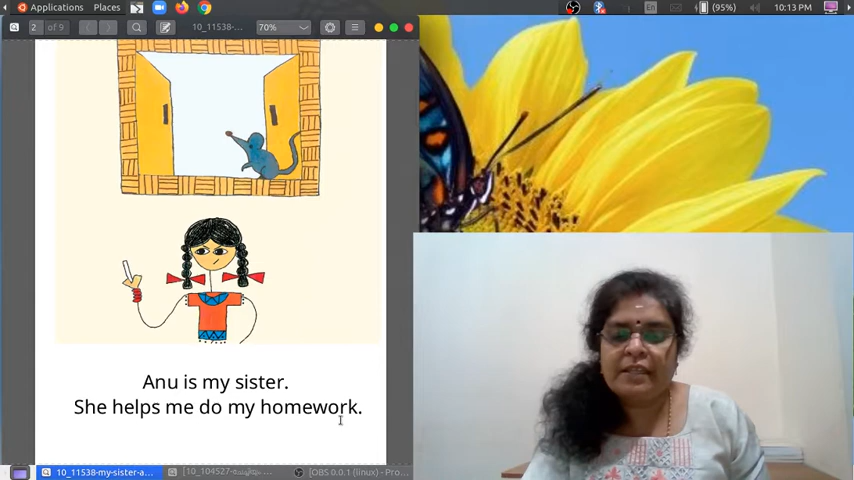 Applications Places
En (95%) 10:13 PM
2 of 9 70% 10_11538-...
Anu is my sister.
She helps me do my homework.
10_11538-my-sister-a... [OBS 0.0.1 (linux) - Pro...